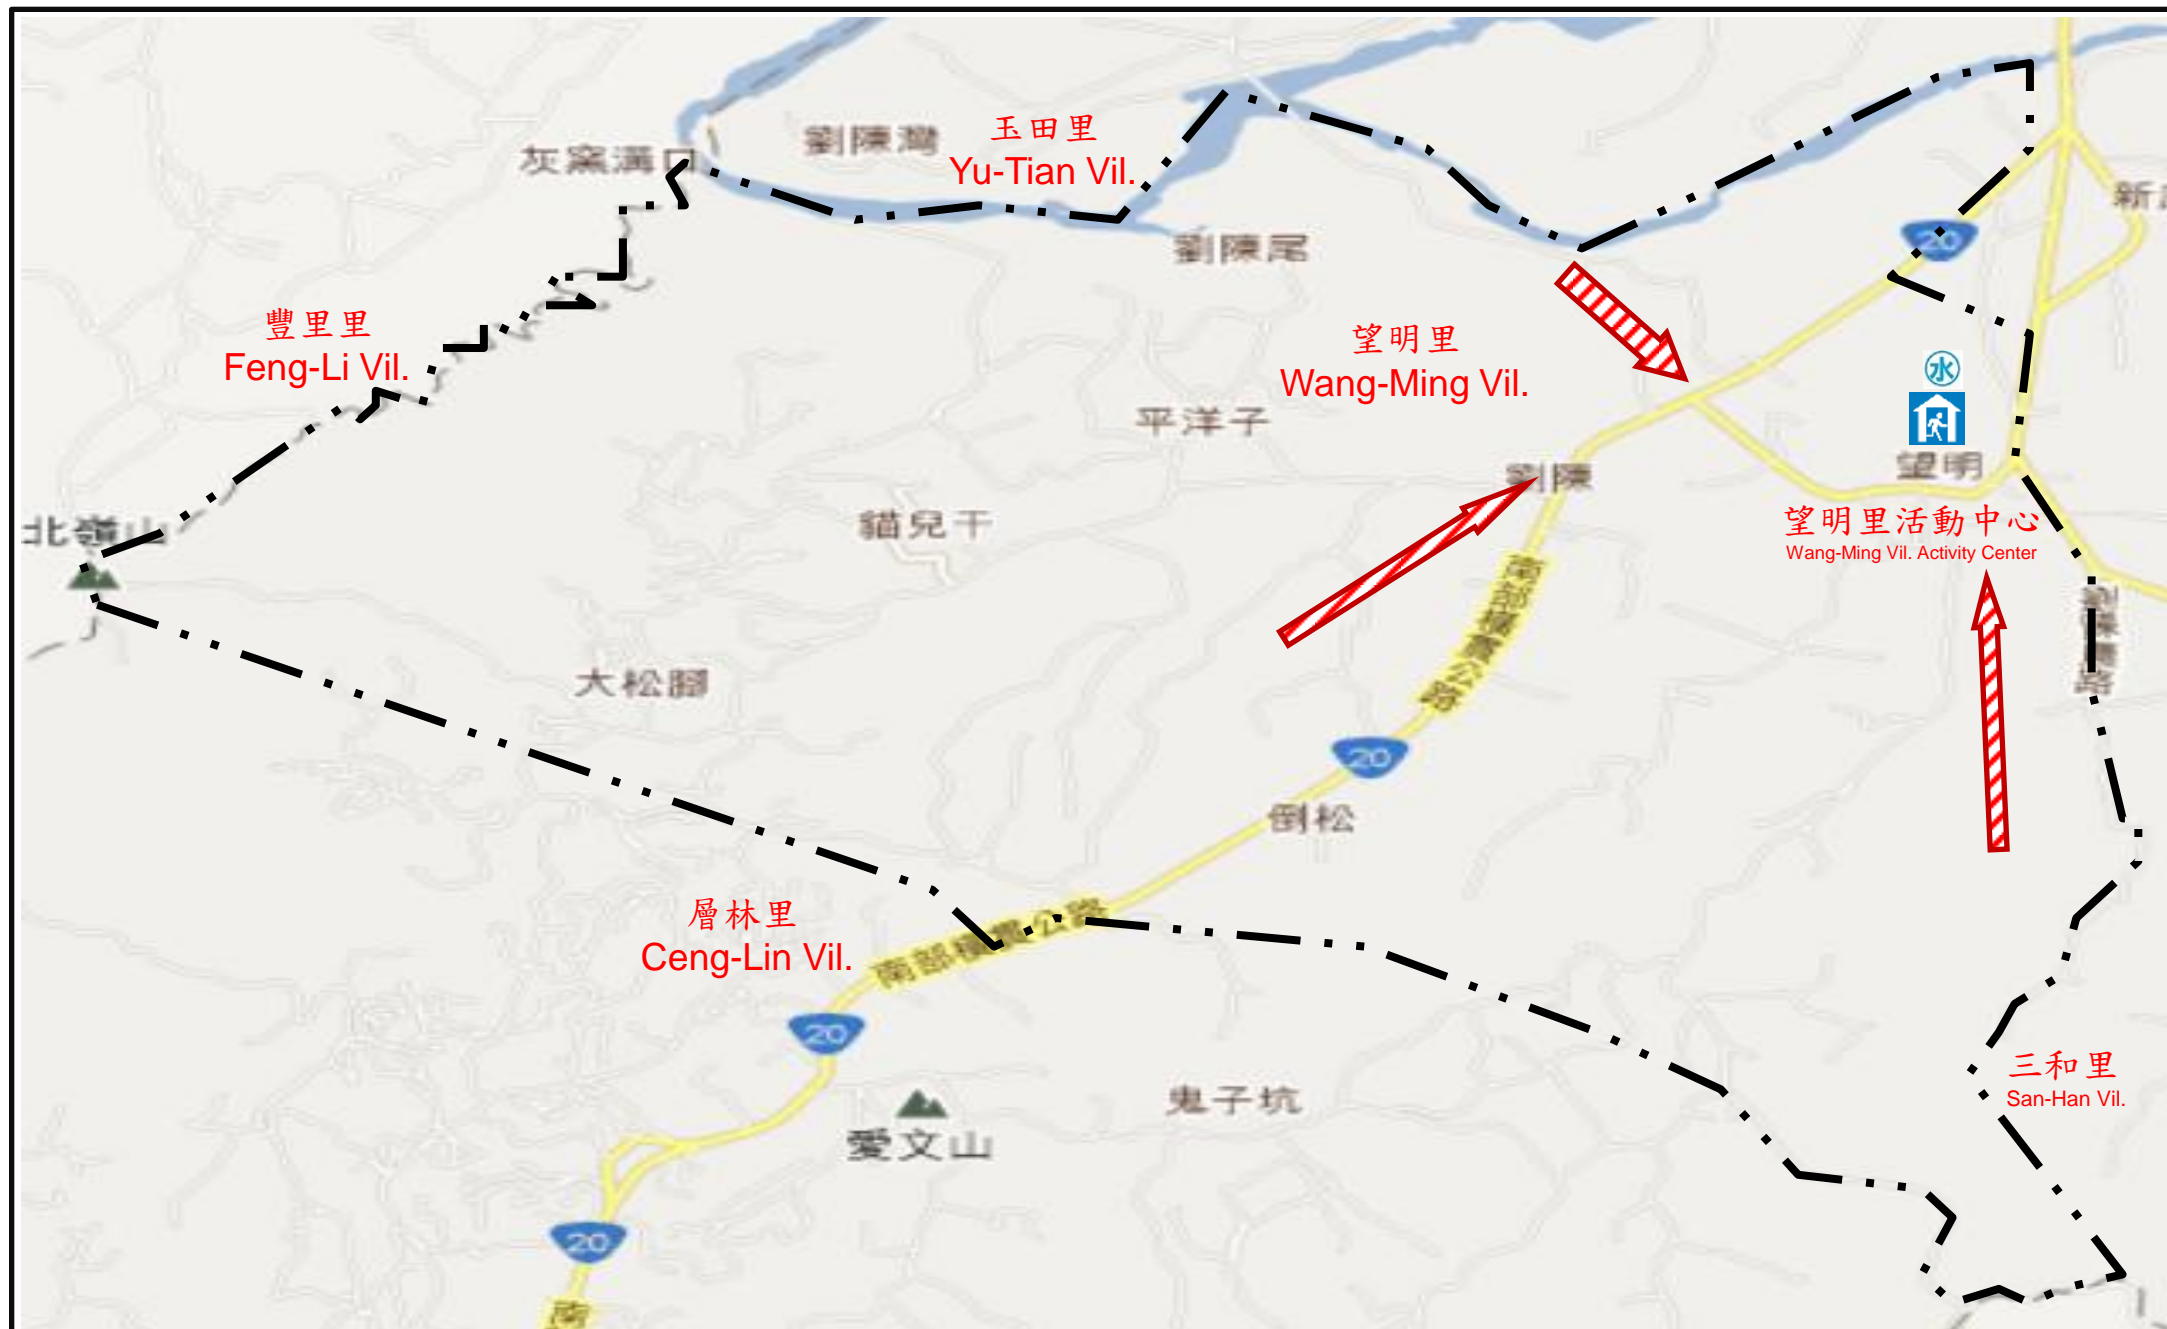 灰窯溝口
劉陳灣
玉田里
Yu-Tian Vil.
劉陳尾
20
豐里里
Feng-Li Vil.
望明里
Wang-Ming Vil.
水
平洋子
劉陳
望明
北嶺山
貓兒干
望明里活動中心
Wang-Ming Vil. Activity Center
南部橫貫公路
大松腳
20
倒松
層林里
Ceng-Lin Vil.
南部橫貫公路
20
三和里
San-Han Vil.
鬼子坑
愛文山
20
南